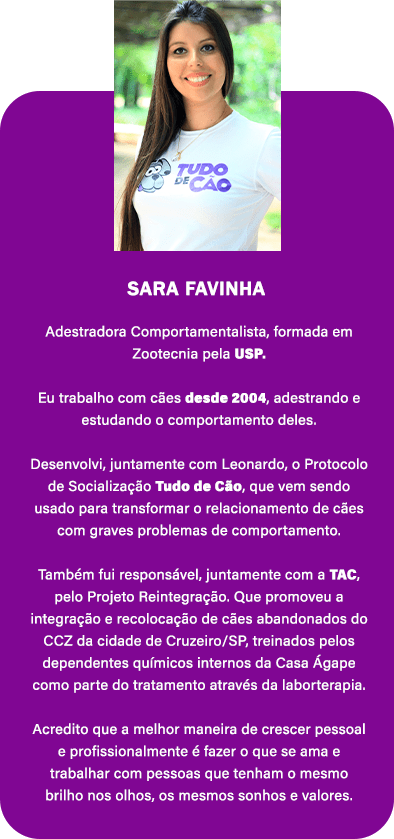 TUDO
DE CÃO
SARA FAVINHA
Adestradora Comportamentalista, formada em
Zootecnia pela USP.
Eu trabalho com cães desde 2004, adestrando e
estudando o comportamento deles.
Desenvolvi, juntamente com Leonardo, o Protocolo
de Socialização Tudo de Cão, que vem sendo
usado para transformar o relacionamento de cães
com graves problemas de comportamento.
Também fui responsável, juntamente com a TAC,
pelo Projeto Reintegração. Que promoveu a
integração e recolocação de cães abandonados do
CCZ da cidade de Cruzeiro/SP, treinados pelos
dependentes químicos internos da Casa Ágape
como parte do tratamento através da laborterapia.
Acredito que a melhor maneira de crescer pessoal
e profissionalmente é fazer o que se ama e
trabalhar com pessoas que tenham o mesmo
brilho nos olhos, os mesmos sonhos e valores.